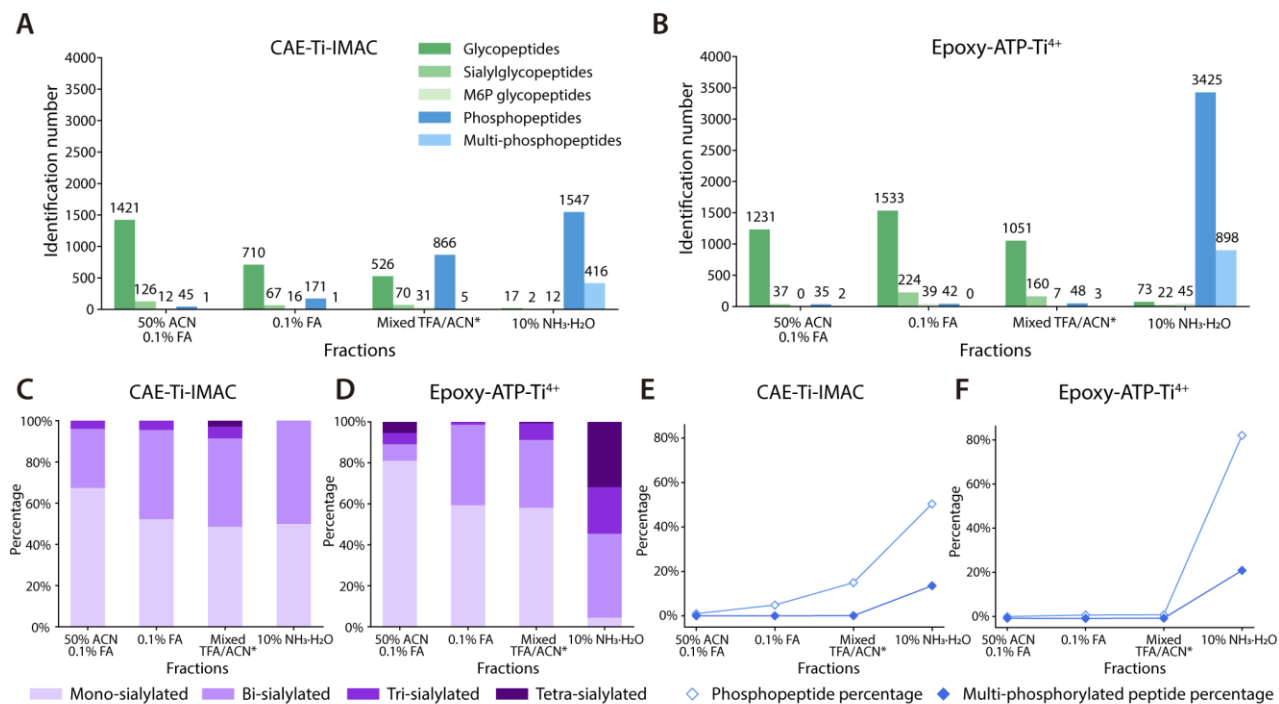 A
CAE-Ti-IMAC
Glycopeptides
Sialylglycopeptides
M6P glycopeptides
Phosphopeptides
Multi-phosphopeptides
Identification number
4000
3500
3000
2500
2000
1500
1000
500
0
1421
126
12
45
1
710
67
16
171
1
526
70
31
866
5
17
2
12
1547
416
50% ACN
0.1% FA
0.1% FA
Mixed TFA/ACN*
10% NH₃·H₂O
Fractions
B
Epoxy-ATP-Ti⁴⁺
Identification number
4000
3500
3000
2500
2000
1500
1000
500
0
1231
37
0
35
2
1533
224
39
42
0
1051
160
7
48
3
73
22
45
3425
898
50% ACN
0.1% FA
0.1% FA
Mixed TFA/ACN*
10% NH₃·H₂O
Fractions
C
CAE-Ti-IMAC
Percentage
100%
80%
60%
40%
20%
0%
50% ACN
0.1% FA
0.1% FA
Mixed
TFA/ACN*
10% NH₃·H₂O
Fractions
D
Epoxy-ATP-Ti⁴⁺
Percentage
100%
80%
60%
40%
20%
0%
50% ACN
0.1% FA
0.1% FA
Mixed
TFA/ACN*
10% NH₃·H₂O
Fractions
E
CAE-Ti-IMAC
Percentage
80%
60%
40%
20%
0%
50% ACN
0.1% FA
0.1% FA
Mixed
TFA/ACN*
10% NH₃·H₂O
Fractions
F
Epoxy-ATP-Ti⁴⁺
Percentage
80%
60%
40%
20%
0%
50% ACN
0.1% FA
0.1% FA
Mixed
TFA/ACN*
10% NH₃·H₂O
Fractions
Mono-sialylated
Bi-sialylated
Tri-sialylated
Tetra-sialylated
Phosphopeptide percentage
Multi-phosphorylated peptide percentage